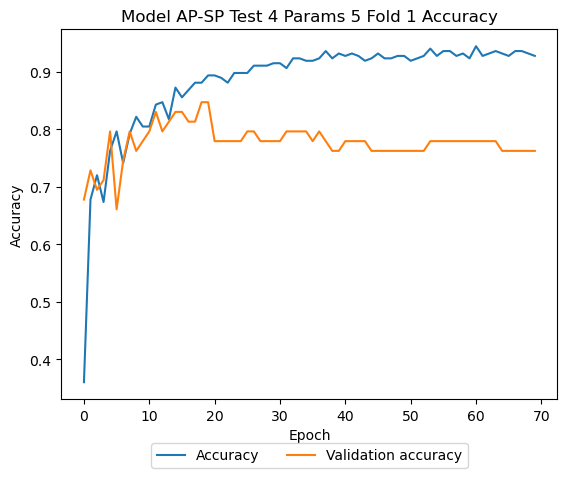 Model AP-SP Test 4 Params 5 Fold 1 Accuracy
0.9
0.8
0.7
0.6
0.5
0.4
Accuracy
0 10 20 30 40 50 60 70
Epoch
Accuracy Validation accuracy